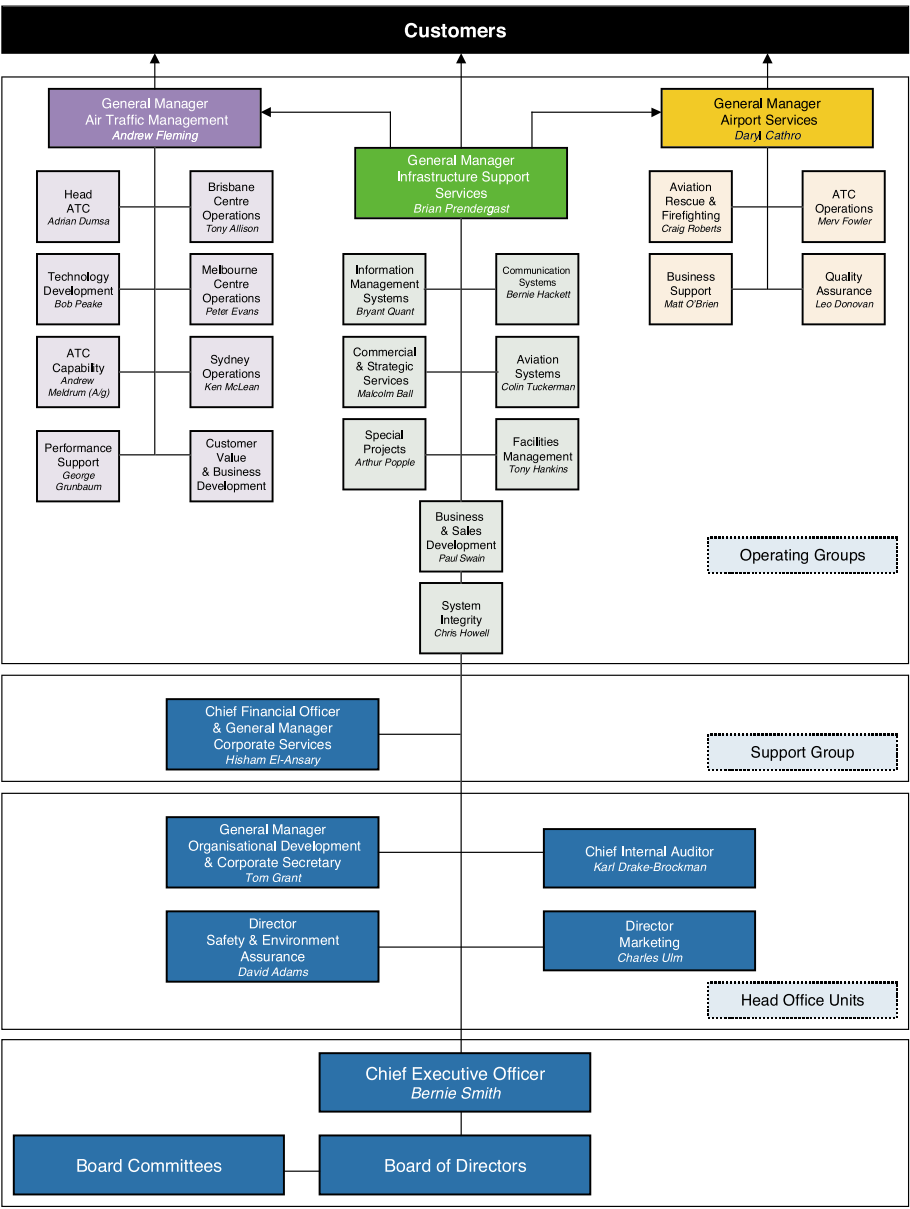 Customers
General Manager
Air Traffic Management
Andrew Fleming
General Manager
Airport Services
Daryl Cathro
General Manager
Infrastructure Support
Services
Brian Prendergast
Head
ATC
Adrian Dumsa
Brisbane
Centre
Operations
Tony Allison
Technology
Development
Bob Peake
Melbourne
Centre
Operations
Peter Evans
ATC
Capability
Andrew
Meldrum (A/g)
Sydney
Operations
Ken McLean
Performance
Support
George
Grunbaum
Customer
Value
& Business
Development
Information
Management
Systems
Bryant Quant
Communication
Systems
Bernie Hackett
Commercial
& Strategic
Services
Malcolm Ball
Aviation
Systems
Colin Tuckerman
Special
Projects
Arthur Popple
Facilities
Management
Tony Hankins
Business
& Sales
Development
Paul Swain
System
Integrity
Chris Howell
Aviation
Rescue &
Firefighting
Craig Roberts
ATC
Operations
Merv Fowler
Business
Support
Matt O'Brien
Quality
Assurance
Leo Donovan
Operating Groups
Chief Financial Officer
& General Manager
Corporate Services
Hisham El-Ansary
Support Group
General Manager
Organisational Development
& Corporate Secretary
Tom Grant
Chief Internal Auditor
Karl Drake-Brockman
Director
Safety & Environment
Assurance
David Adams
Director
Marketing
Charles Ulm
Head Office Units
Chief Executive Officer
Bernie Smith
Board Committees
Board of Directors